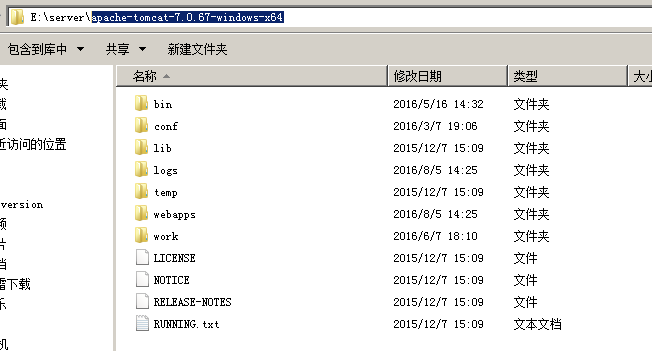 E:\server\apache-tomcat-7.0.67-windows-x64
包含到库中 共享 新建文件夹
名称 修改日期 类型 大小
夹
载
面
近访问的位置
version
频
片
档
雷下载
乐
机
bin 2016/5/16 14:32 文件夹
conf 2016/3/7 19:06 文件夹
lib 2015/12/7 15:09 文件夹
logs 2016/8/5 14:25 文件夹
temp 2015/12/7 15:09 文件夹
webapps 2016/8/5 14:25 文件夹
work 2016/6/7 18:10 文件夹
LICENSE 2015/12/7 15:09 文件
NOTICE 2015/12/7 15:09 文件
RELEASE-NOTES 2015/12/7 15:09 文件
RUNNING.txt 2015/12/7 15:09 文本文档